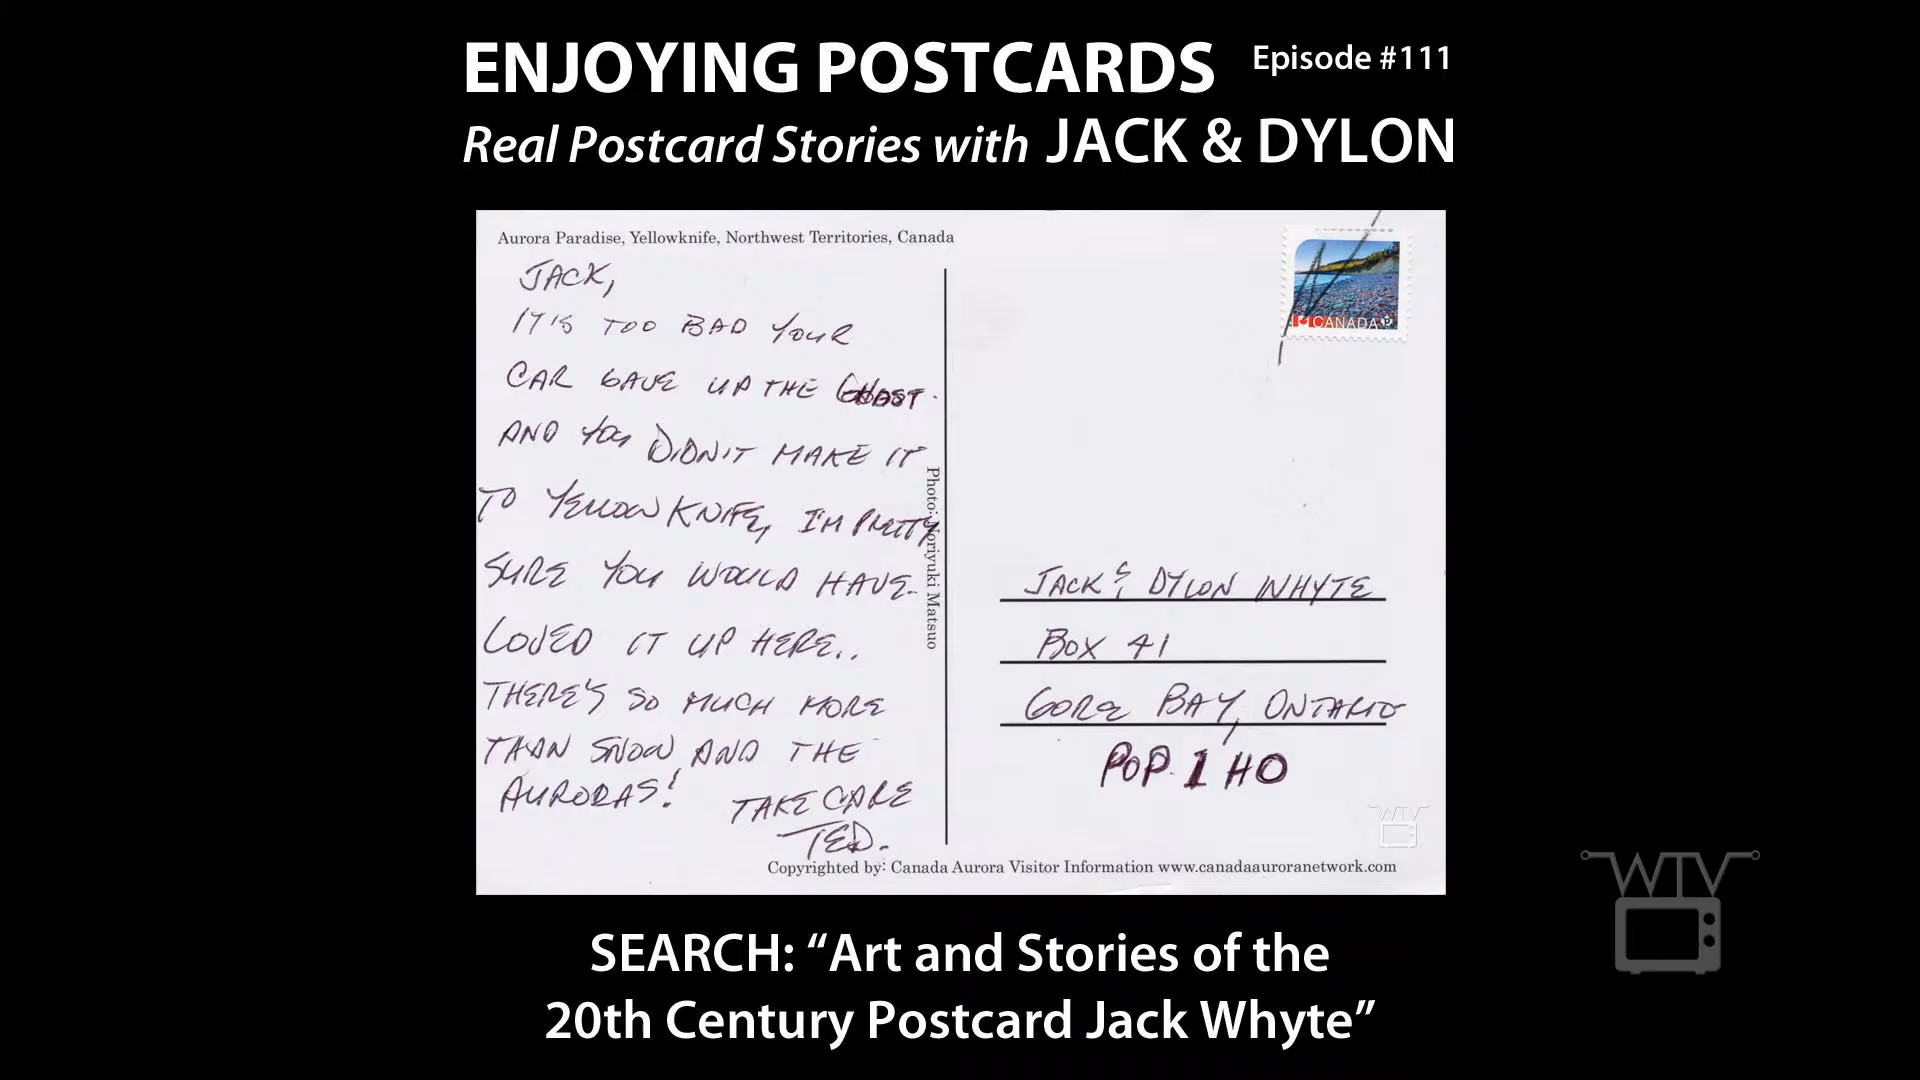 ENJOYING POSTCARDS Episode #111
Real Postcard Stories with JACK & DYLON
Aurora Paradise, Yellowknife, Northwest Territories, Canada
JACK,
IT'S TOO BAD YOUR
CAR GAVE UP THE GHOST.
AND YOU DIDN'T MAKE IT
TO YELLOWKNIFE, I'M PRETTY
SURE YOU WOULD HAVE
LOVED IT UP HERE..
THERE'S SO MUCH MORE
THAN SNOW AND THE
AURORAS!
TAKE CARE
TED.
Photo: Noriyuki Matsuo
CANADA P
JACK & DYLON WHYTE
BOX 41
GORE BAY, ONTARIO
POP 1HO
Copyrighted by: Canada Aurora Visitor Information www.canadaauroranetwork.com
WTV
WTV
SEARCH: “Art and Stories of the
20th Century Postcard Jack Whyte”